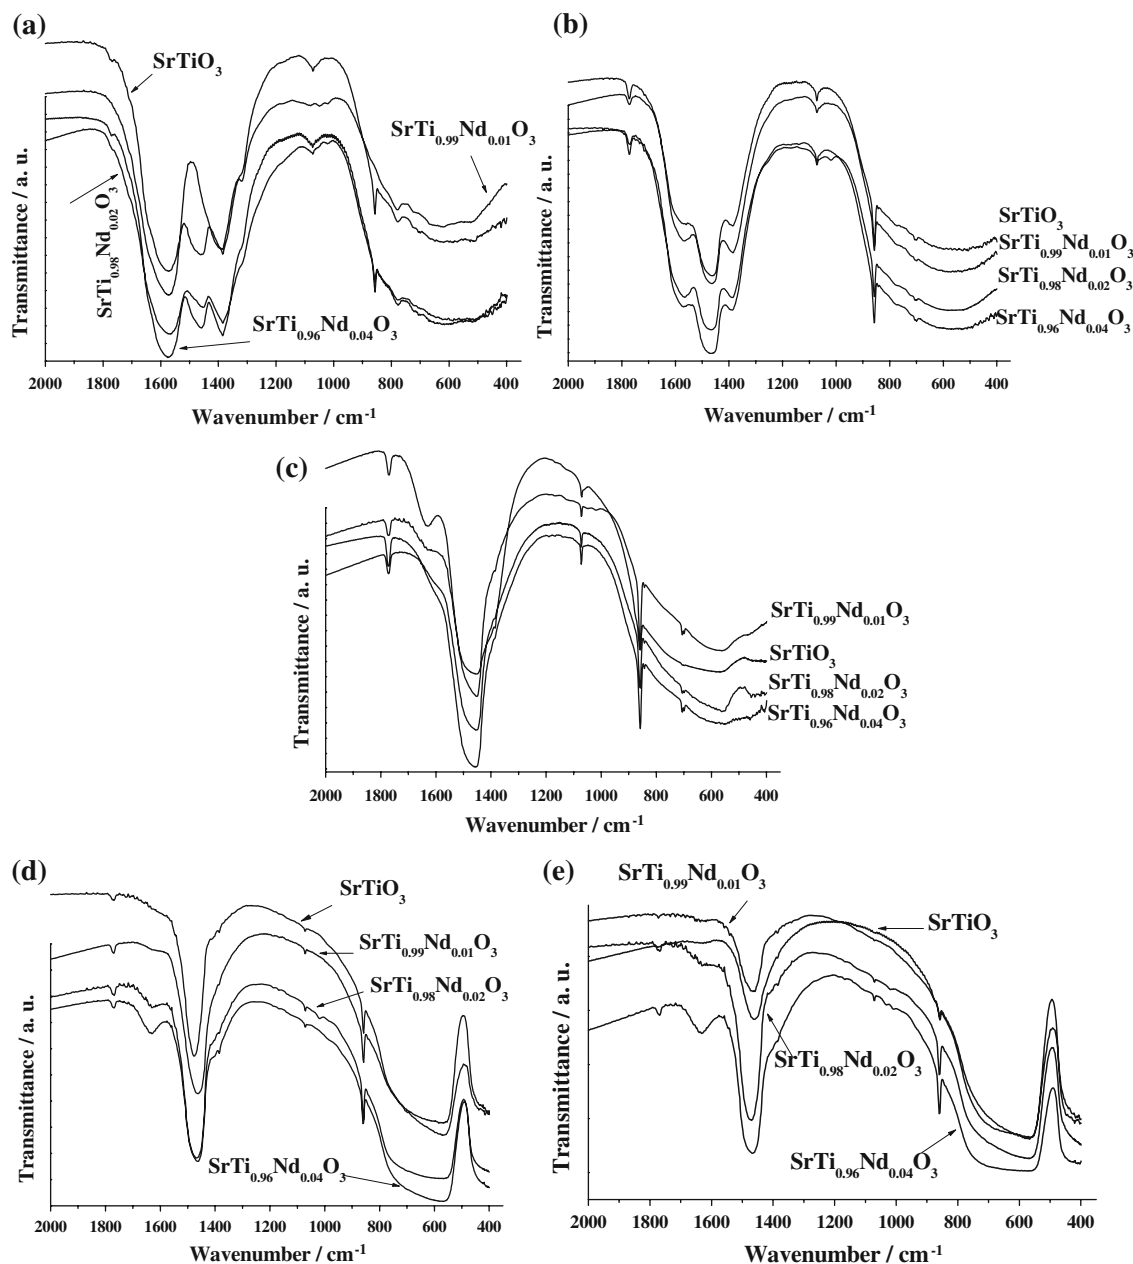 (a)
SrTiO3
SrTi0.99Nd0.01O3
SrTi0.98Nd0.02O3
SrTi0.96Nd0.04O3
Transmittance / a. u.
2000 1600 1400 1200 1000 800 600 400
Wavenumber / cm-1
(b)
SrTiO3
SrTi0.99Nd0.01O3
SrTi0.98Nd0.02O3
SrTi0.96Nd0.04O3
Transmittance / a. u.
2000 1800 1600 1400 1200 1000 800 600 400
Wavenumber / cm-1
(c)
SrTi0.99Nd0.01O3
SrTiO3
SrTi0.98Nd0.02O3
SrTi0.96Nd0.04O3
Transmittance / a. u.
2000 1800 1600 1400 1200 1000 800 600 400
Wavenumber / cm-1
(d)
SrTiO3
SrTi0.99Nd0.01O3
SrTi0.98Nd0.02O3
SrTi0.96Nd0.04O3
Transmittance / a. u.
2000 1800 1600 1400 1200 1000 800 600 400
Wavenumber / cm-1
(e)
SrTi0.99Nd0.01O3
SrTiO3
SrTi0.98Nd0.02O3
SrTi0.96Nd0.04O3
Transmittance / a. u.
2000 1800 1600 1400 1200 1000 800 600 400
Wavenumber / cm-1